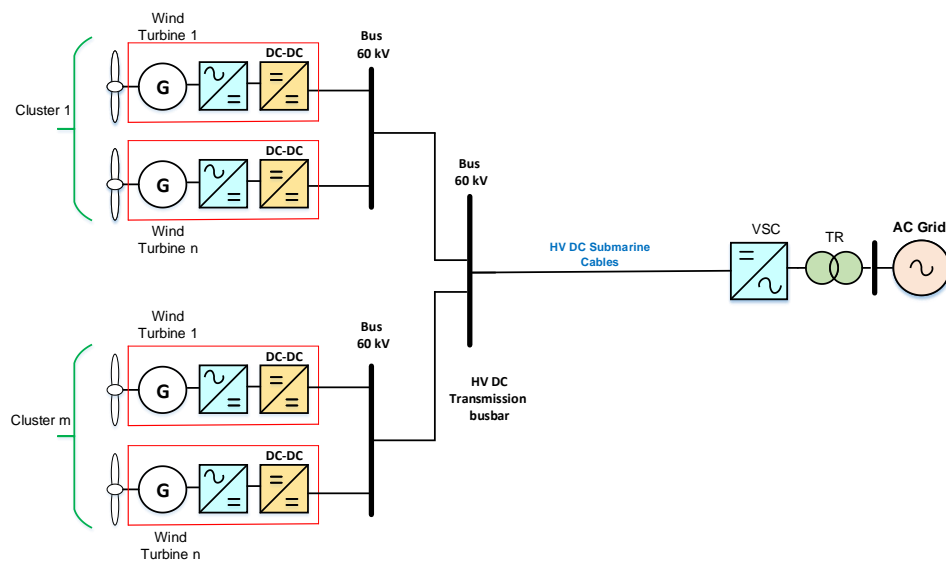 Wind
Turbine 1
DC-DC
G
Bus
60 kV
Cluster 1
DC-DC
G
Wind
Turbine n
Bus
60 kV
HV DC Submarine
Cables
VSC
TR
AC Grid
Wind
Turbine 1
DC-DC
G
Bus
60 kV
Cluster m
DC-DC
G
Wind
Turbine n
HV DC
Transmission
busbar